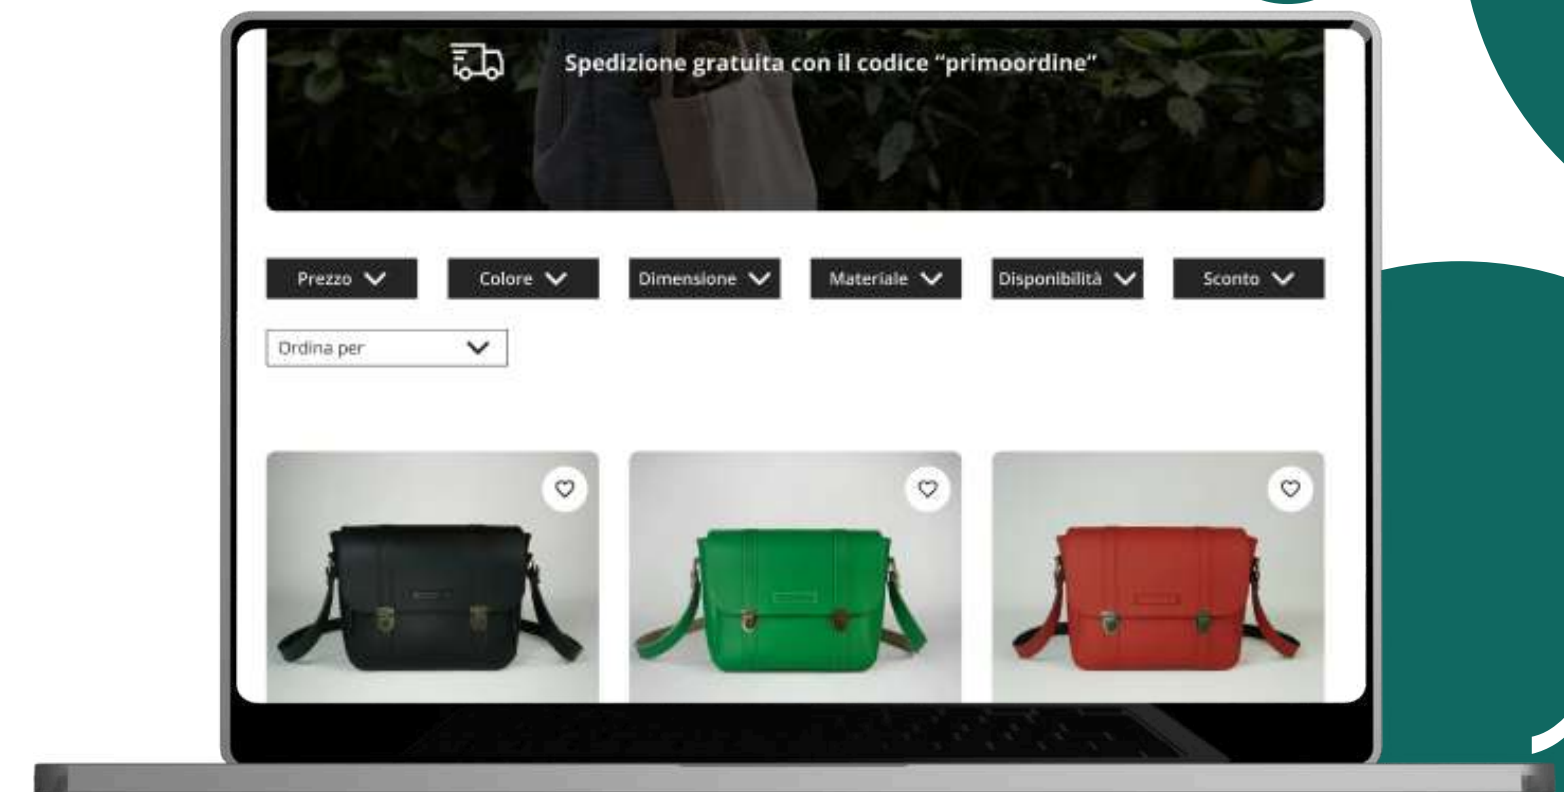 Spedizione gratuita con il codice “primoordine”
Prezzo
Colore
Dimensione
Materiale
Disponibilità
Sconto
Ordina per